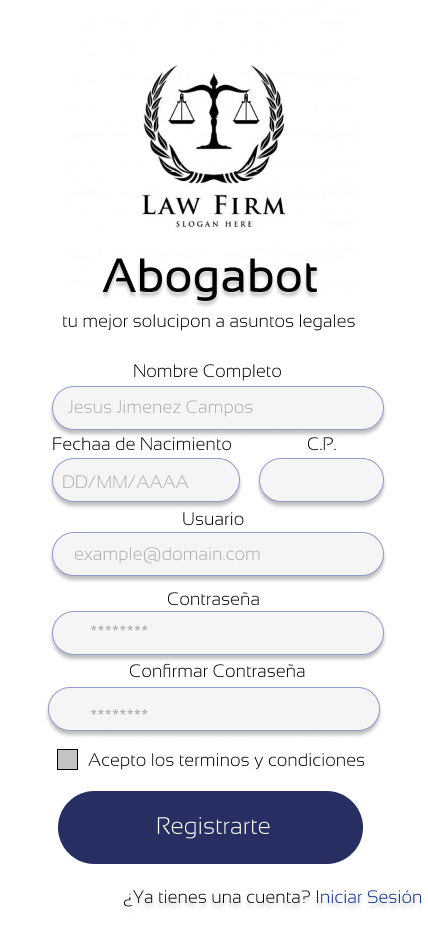 LAW FIRM
SLOGAN HERE
Abogabot
tu mejor solucipon a asuntos legales
Nombre Completo
Jesus Jimenez Campos
Fechaa de Nacimiento C.P.
DD/MM/AAAA
Usuario
example@domain.com
Contraseña
********
Confirmar Contraseña
********
Acepto los terminos y condiciones
Registrarte
¿Ya tienes una cuenta? Iniciar Sesión